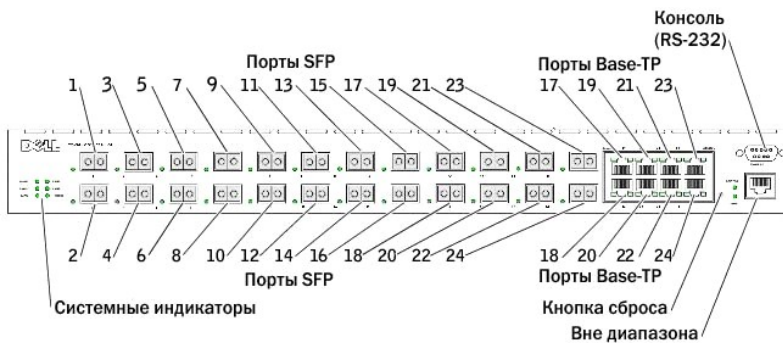 Консоль
(RS-232)
Порты SFP
Порты Base-TP
1 3 5 7 9 11 13 15 17 19 21 23 17 19 21 23
DELL
2 4 6 8 10 12 14 16 18 20 22 24 18 20 22 24
Порты SFP
Порты Base-TP
Системные индикаторы
Кнопка сброса
Вне диапазона